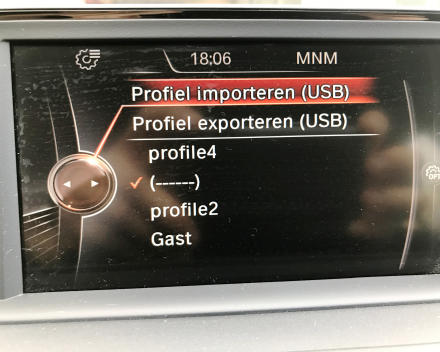 18:06 MNM
Profiel importeren (USB)
Profiel exporteren (USB)
profile4
(------)
profile2
Gast